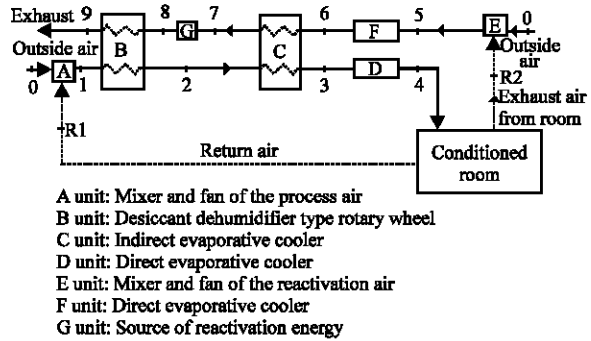 Exhaust 9 8 7 6 5 0
G
B C F E
Outside air
Outside
air
A D
0 1 2 3 4
R2
Exhaust air
from room
R1
Return air
Conditioned
room
A unit: Mixer and fan of the process air
B unit: Desiccant dehumidifier type rotary wheel
C unit: Indirect evaporative cooler
D unit: Direct evaporative cooler
E unit: Mixer and fan of the reactivation air
F unit: Direct evaporative cooler
G unit: Source of reactivation energy